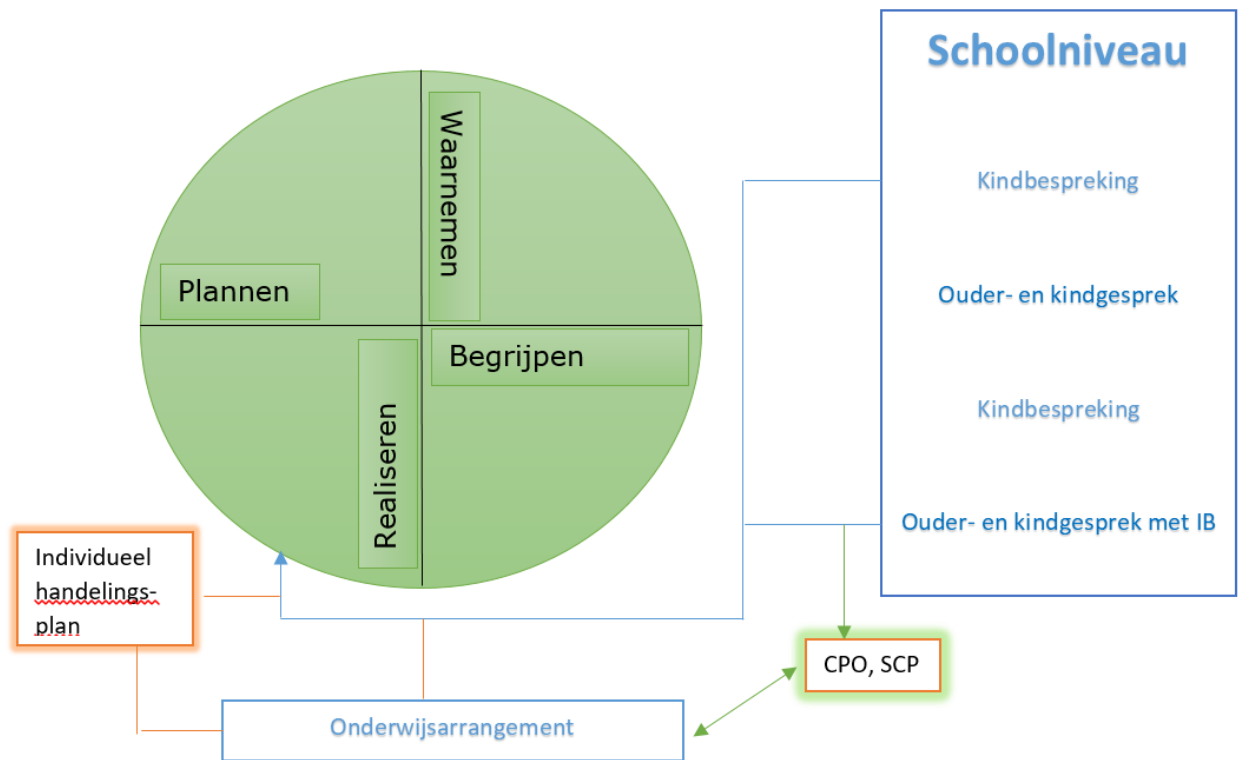 Schoolniveau
Waarnemen
Kindbespreking
Plannen
Ouder- en kindgesprek
Begrijpen
Realiseren
Kindbespreking
Ouder- en kindgesprek met IB
Individueel
handelings-
plan
CPO, SCP
Onderwijsarrangement